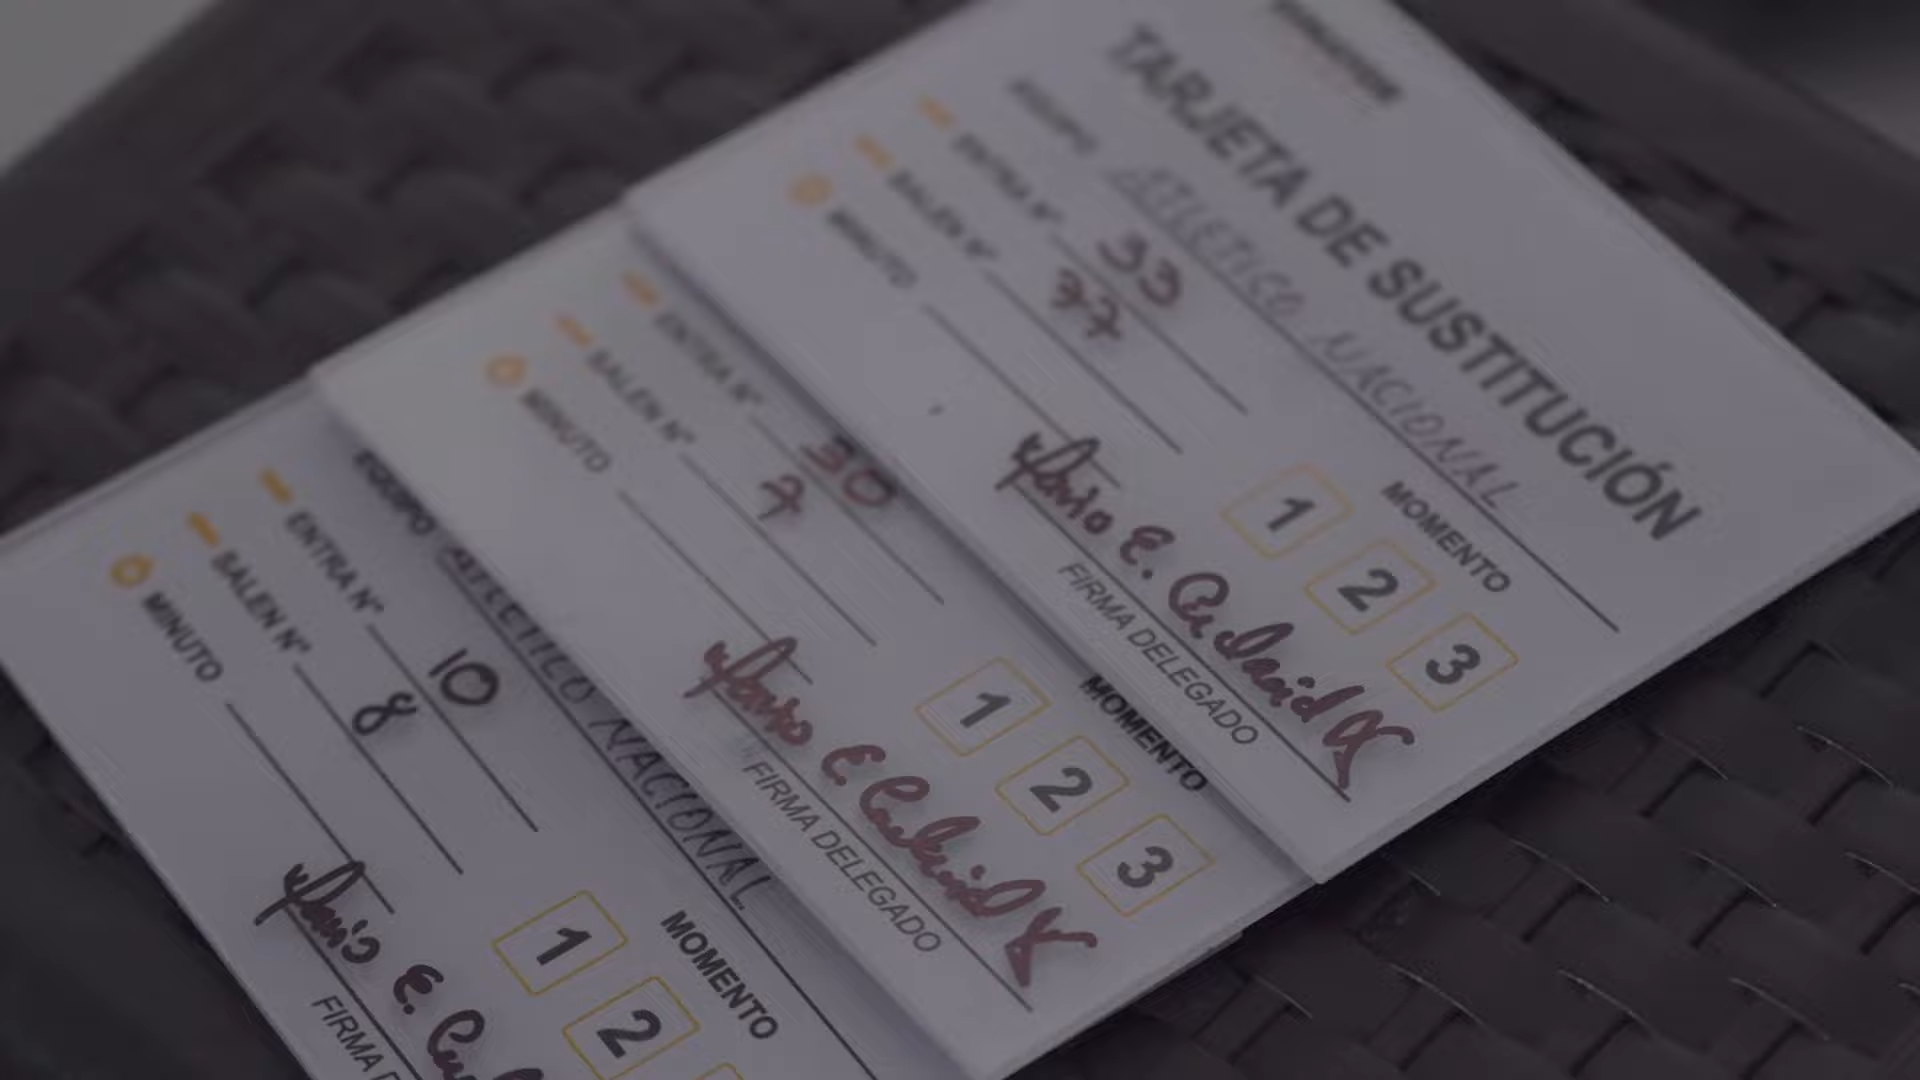 TARJETA DE SUSTITUCIÓN
EQUIPO ATLETICO NACIONAL
ENTRA N° 33
SALEN N° 37
MINUTO
MOMENTO
1 2 3
FIRMA DELEGADO
ENTRA N° 30
SALEN N° 7
MINUTO
MOMENTO
1 2 3
FIRMA DELEGADO
EQUIPO ATLETICO NACIONAL
ENTRA N° 10
SALEN N° 8
MINUTO
MOMENTO
1 2
FIRMA